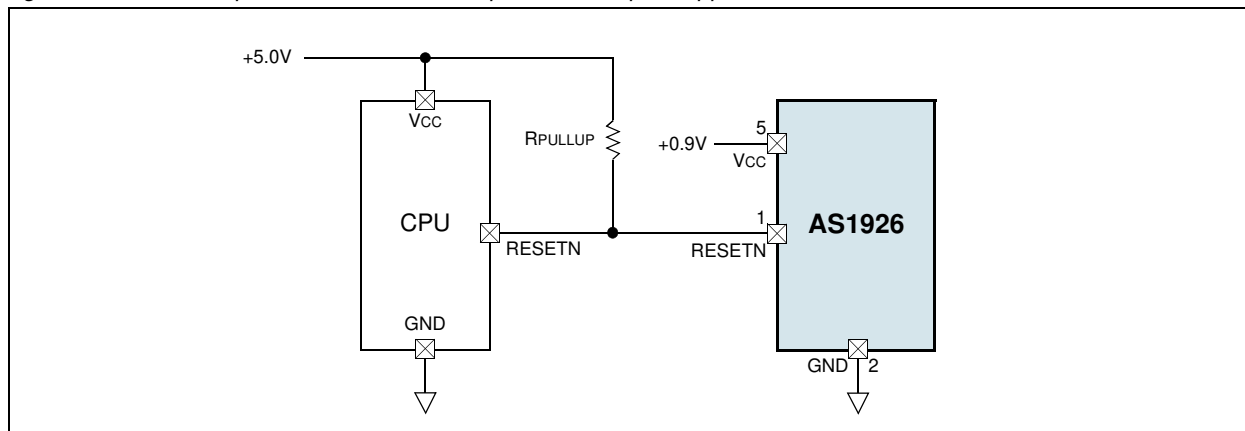 +5.0V
VCC
RPULLUP
+0.9V
5
VCC
CPU
1
AS1926
RESETN
RESETN
GND
GND
2